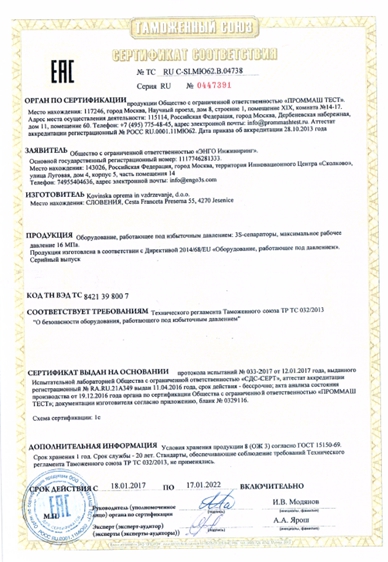 ТАМОЖЕННЫЙ СОЮЗ
СЕРТИФИКАТ СООТВЕТСТВИЯ
EAC
№ ТС RU C-SI.МЮ62.В.04738
Серия RU № 0447391
ОРГАН ПО СЕРТИФИКАЦИИ продукции Общество с ограниченной ответственностью «ПРОММАШ ТЕСТ».
Место нахождения: 117246, город Москва, Научный проезд, дом 8, строение 1, помещение XIX, комната №14-17.
Адрес места осуществления деятельности: 115114, Российская Федерация, город Москва, Дербеневская набережная,
дом 11, помещение 60. Телефон: +7 (495) 775-48-45, адрес электронной почты: info@prommashtest.ru. Аттестат
аккредитации регистрационный № РОСС RU.0001.11МЮ62. Дата приказа об аккредитации 28.10.2013 года
ЗАЯВИТЕЛЬ Общество с ограниченной ответственностью «ЭНГО Инжиниринг».
Основной государственный регистрационный номер: 1117746281333.
Место нахождения: 143026, Российская Федерация, город Москва, территория Инновационного Центра «Сколково»,
улица Луговая, дом 4, корпус 5, часть помещения 14
Телефон: 74955404636, адрес электронной почты: info@engo3s.com
ИЗГОТОВИТЕЛЬ Kovinska oprema in vzdrzevanje, d.o.o.
Место нахождения: СЛОВЕНИЯ, Cesta Franceta Preserna 55, 4270 Jesenice
ПРОДУКЦИЯ Оборудование, работающее под избыточным давлением: 3S-сепараторы, максимальное рабочее
давление 16 МПа.
Продукция изготовлена в соответствии с Директивой 2014/68/EU «Оборудование, работающее под давлением».
Серийный выпуск
КОД ТН ВЭД ТС 8421 39 800 7
СООТВЕТСТВУЕТ ТРЕБОВАНИЯМ Технического регламента Таможенного союза ТР ТС 032/2013
"О безопасности оборудования, работающего под избыточным давлением"
СЕРТИФИКАТ ВЫДАН НА ОСНОВАНИИ протокола испытаний № 033-2017 от 12.01.2017 года, выданного
Испытательной лабораторией Общества с ограниченной ответственностью «СДС-СЕРТ», аттестат аккредитации
регистрационный № RA.RU.21АЗ49 выдан 11.04.2016 года, срок действия - бессрочно; акта анализа состояния
производства от 19.12.2016 года органа по сертификации Общества с ограниченной ответственностью «ПРОММАШ
ТЕСТ»; документации изготовителя согласно приложению, бланк № 0329116.
Схема сертификации: 1с
ДОПОЛНИТЕЛЬНАЯ ИНФОРМАЦИЯ Условия хранения продукции 8 (ОЖ 3) согласно ГОСТ 15150-69.
Срок хранения 1 год. Срок службы - 20 лет. Стандарты, обеспечивающие соблюдение требований Технического
регламента Таможенного союза ТР ТС 032/2013, не применялись.
СРОК ДЕЙСТВИЯ С 18.01.2017 ПО 17.01.2022 ВКЛЮЧИТЕЛЬНО
Руководитель (уполномоченное
лицо) органа по сертификации
(подпись)
И.В. Модянов
М.П.
Эксперт (эксперт-аудитор)
(эксперты (эксперты-аудиторы))
(подпись)
А.А. Ярош